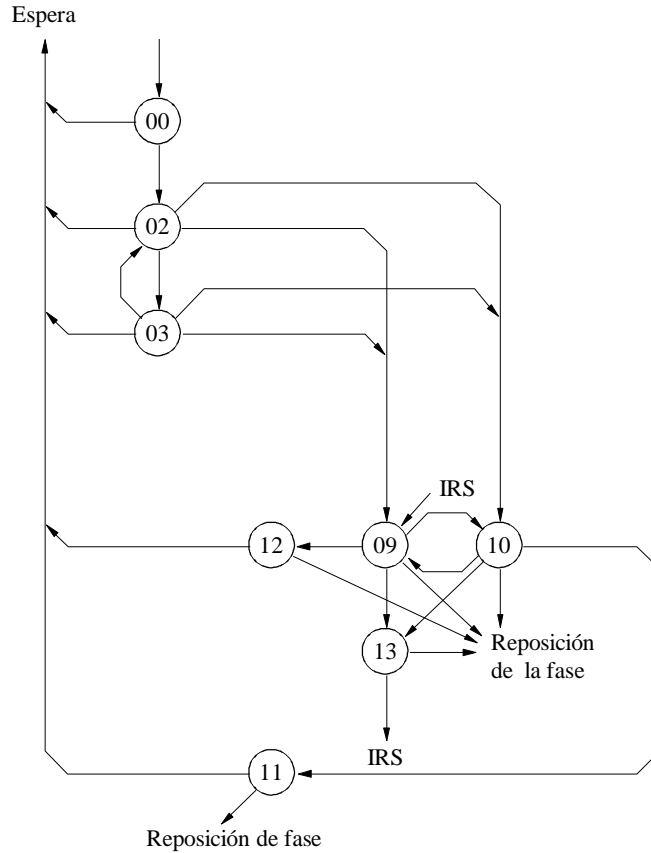 Espera
00
02
03
IRS
12
09
10
13
Reposición
de la fase
IRS
11
Reposición de fase